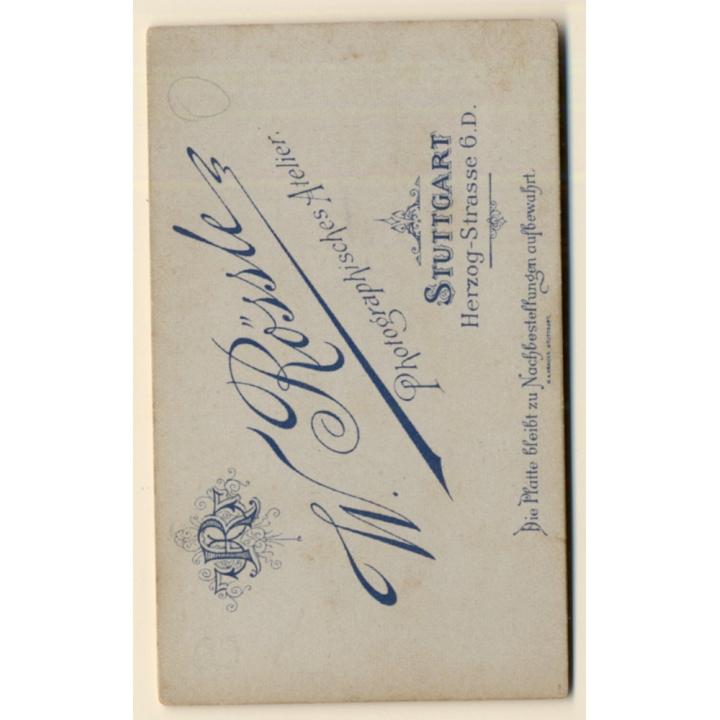 W. Rössle
Photographisches Atelier.
STUTTGART
Herzog-Strasse 6.D.
Die Platte bleibt zu Nachbestellungen aufbewahrt.